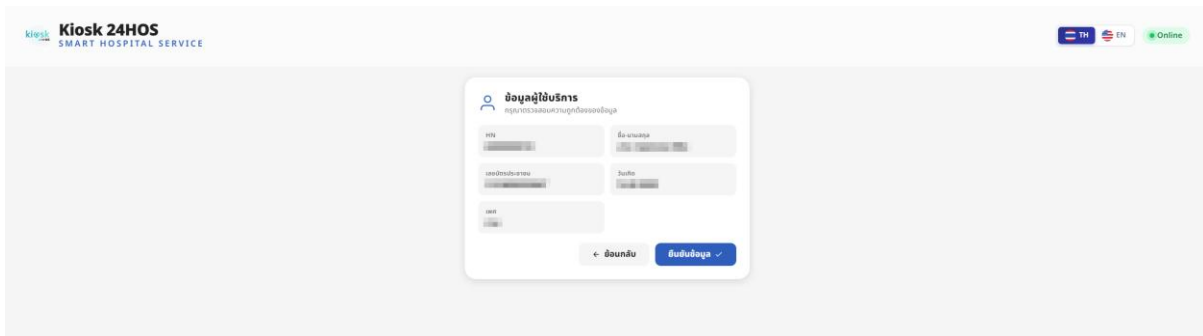 kiosk
Kiosk 24HOS
SMART HOSPITAL SERVICE
TH
EN
Online
ข้อมูลผู้ใช้บริการ
กรุณาตรวจสอบความถูกต้องของข้อมูล
HN
ชื่อ-นามสกุล
เลขบัตรประชาชน
วันเกิด
เพศ
← ย้อนกลับ
ยืนยันข้อมูล ✓